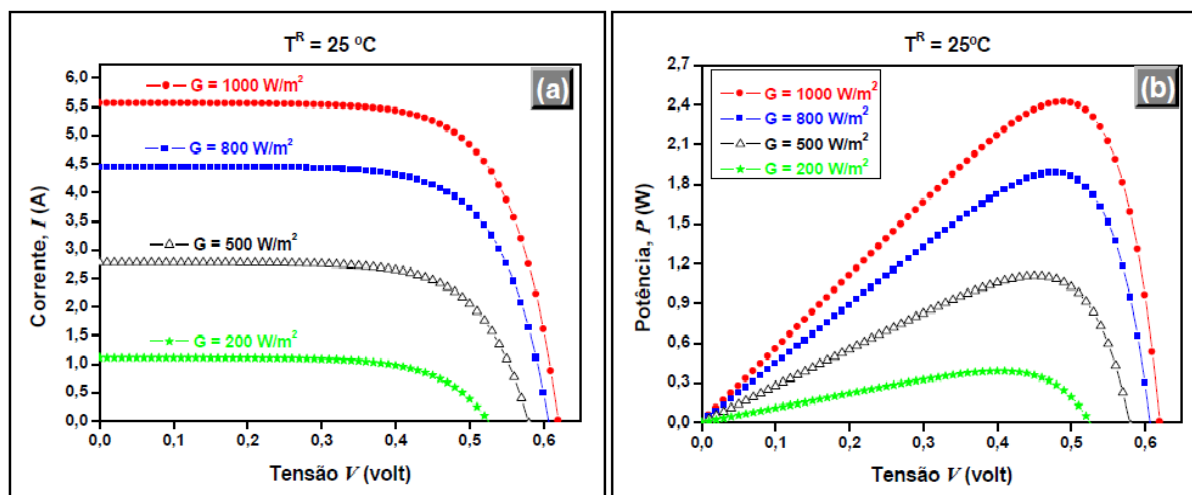 Tᴿ = 25 ºC
(a)
Corrente, I (A)
6,0
5,5
5,0
4,5
4,0
3,5
3,0
2,5
2,0
1,5
1,0
0,5
0,0
G = 1000 W/m²
G = 800 W/m²
G = 500 W/m²
G = 200 W/m²
0,0 0,1 0,2 0,3 0,4 0,5 0,6
Tensão V (volt)
Tᴿ = 25ºC
(b)
Potência, P (W)
2,7
2,4
2,1
1,8
1,5
1,2
0,9
0,6
0,3
0,0
G = 1000 W/m²
G = 800 W/m²
G = 500 W/m²
G = 200 W/m²
0,0 0,1 0,2 0,3 0,4 0,5 0,6
Tensão V (volt)